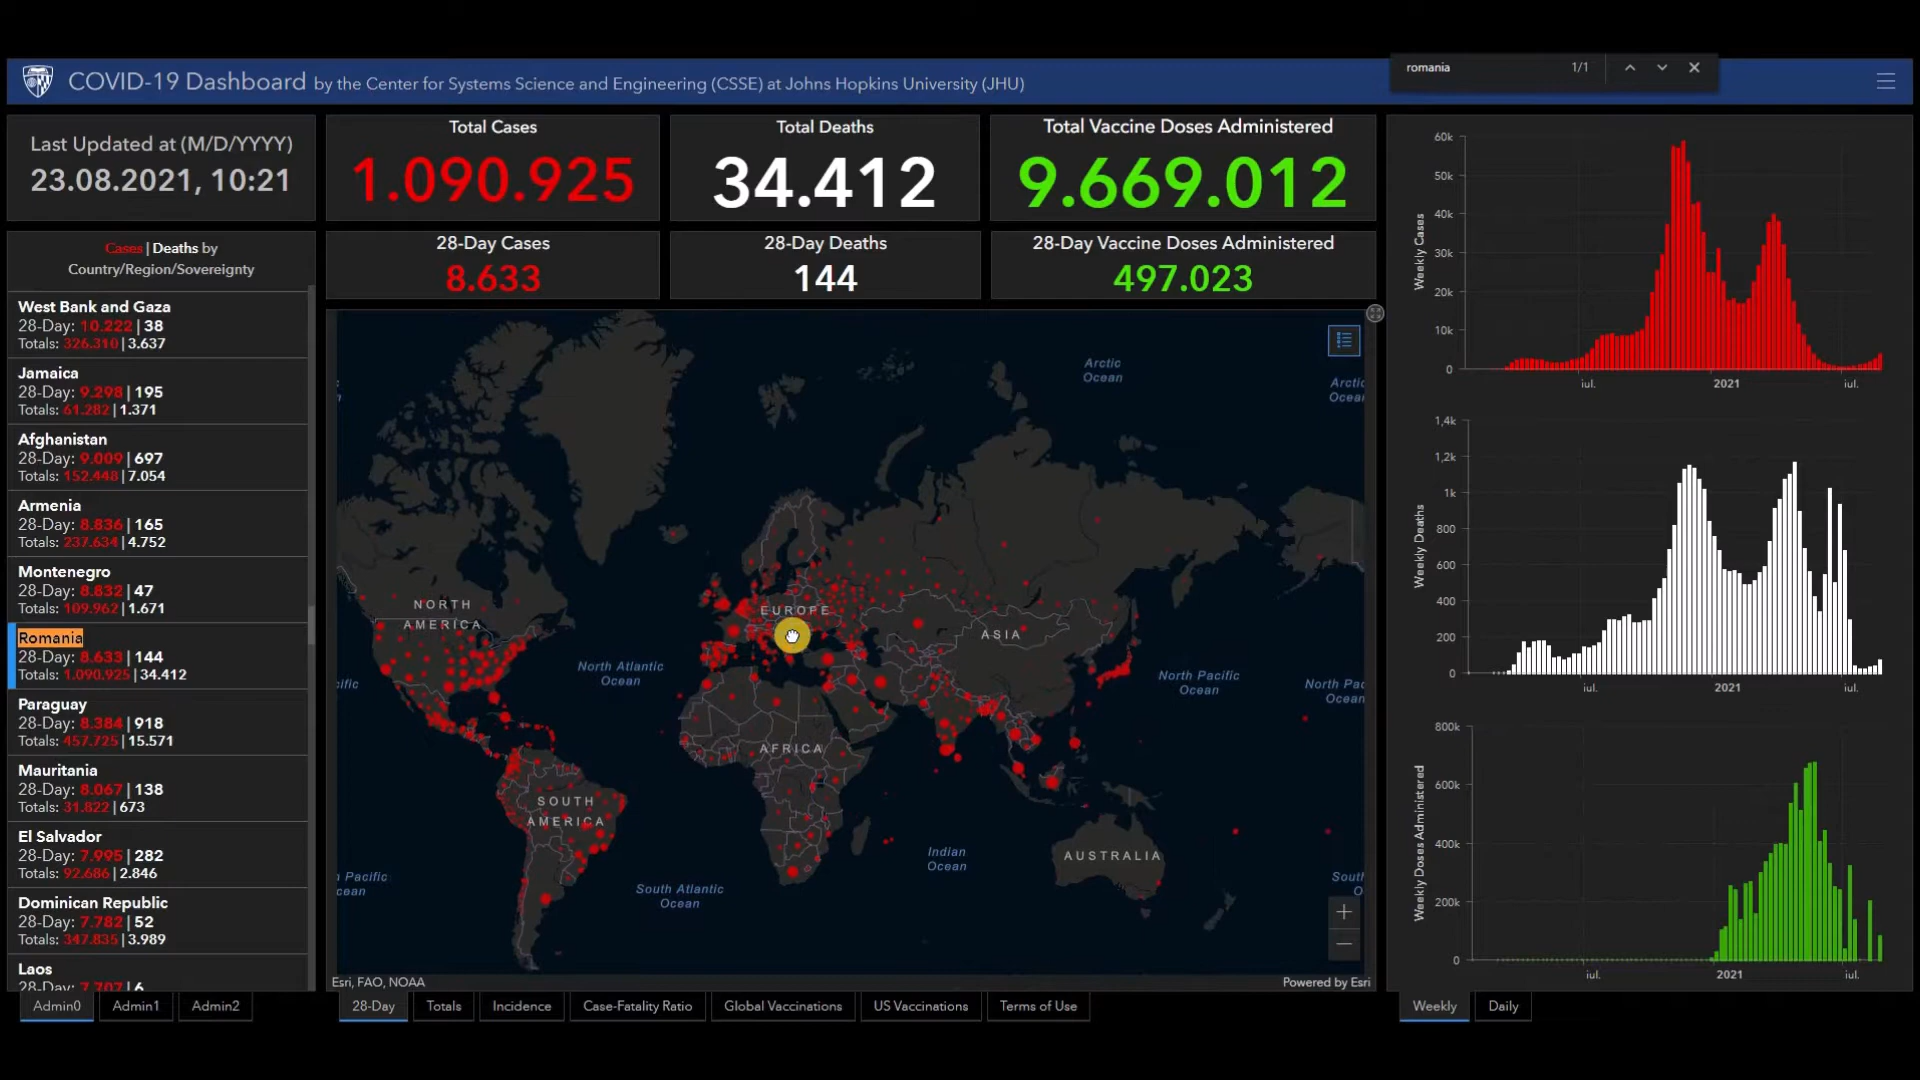 romania 1/1
COVID-19 Dashboard by the Center for Systems Science and Engineering (CSSE) at Johns Hopkins University (JHU)
Last Updated at (M/D/YYYY)
23.08.2021, 10:21
Total Cases
1.090.925
Total Deaths
34.412
Total Vaccine Doses Administered
9.669.012
28-Day Cases
8.633
28-Day Deaths
144
28-Day Vaccine Doses Administered
497.023
Cases | Deaths by
Country/Region/Sovereignty
West Bank and Gaza
28-Day: 10.222 | 38
Totals: 326.310 | 3.637
Jamaica
28-Day: 9.298 | 195
Totals: 61.282 | 1.371
Afghanistan
28-Day: 9.009 | 697
Totals: 152.448 | 7.054
Armenia
28-Day: 8.836 | 165
Totals: 237.634 | 4.752
Montenegro
28-Day: 8.832 | 47
Totals: 109.962 | 1.671
Romania
28-Day: 8.633 | 144
Totals: 1.090.925 | 34.412
Paraguay
28-Day: 8.384 | 918
Totals: 457.725 | 15.571
Mauritania
28-Day: 8.067 | 138
Totals: 31.822 | 673
El Salvador
28-Day: 7.995 | 282
Totals: 92.686 | 2.846
Dominican Republic
28-Day: 7.782 | 52
Totals: 347.835 | 3.989
Laos
28-Day: 7.707 | 6
Admin0
Admin1
Admin2
Arctic
Ocean
Arctic
Ocean
NORTH
AMERICA
EUROPE
ASIA
North Atlantic
Ocean
North Pacific
Ocean
North Pac
Ocean
AFRICA
SOUTH
AMERICA
Indian
Ocean
AUSTRALIA
South Atlantic
Ocean
Pacific
cean
South
Esri, FAO, NOAA
Powered by Esri
28-Day
Totals
Incidence
Case-Fatality Ratio
Global Vaccinations
US Vaccinations
Terms of Use
Weekly Cases
60k
50k
40k
30k
20k
10k
0
iul.
2021
iul.
Weekly Deaths
1,4k
1,2k
1k
800
600
400
200
0
iul.
2021
iul.
Weekly Doses Administered
800k
600k
400k
200k
0
iul.
2021
iul.
Weekly
Daily